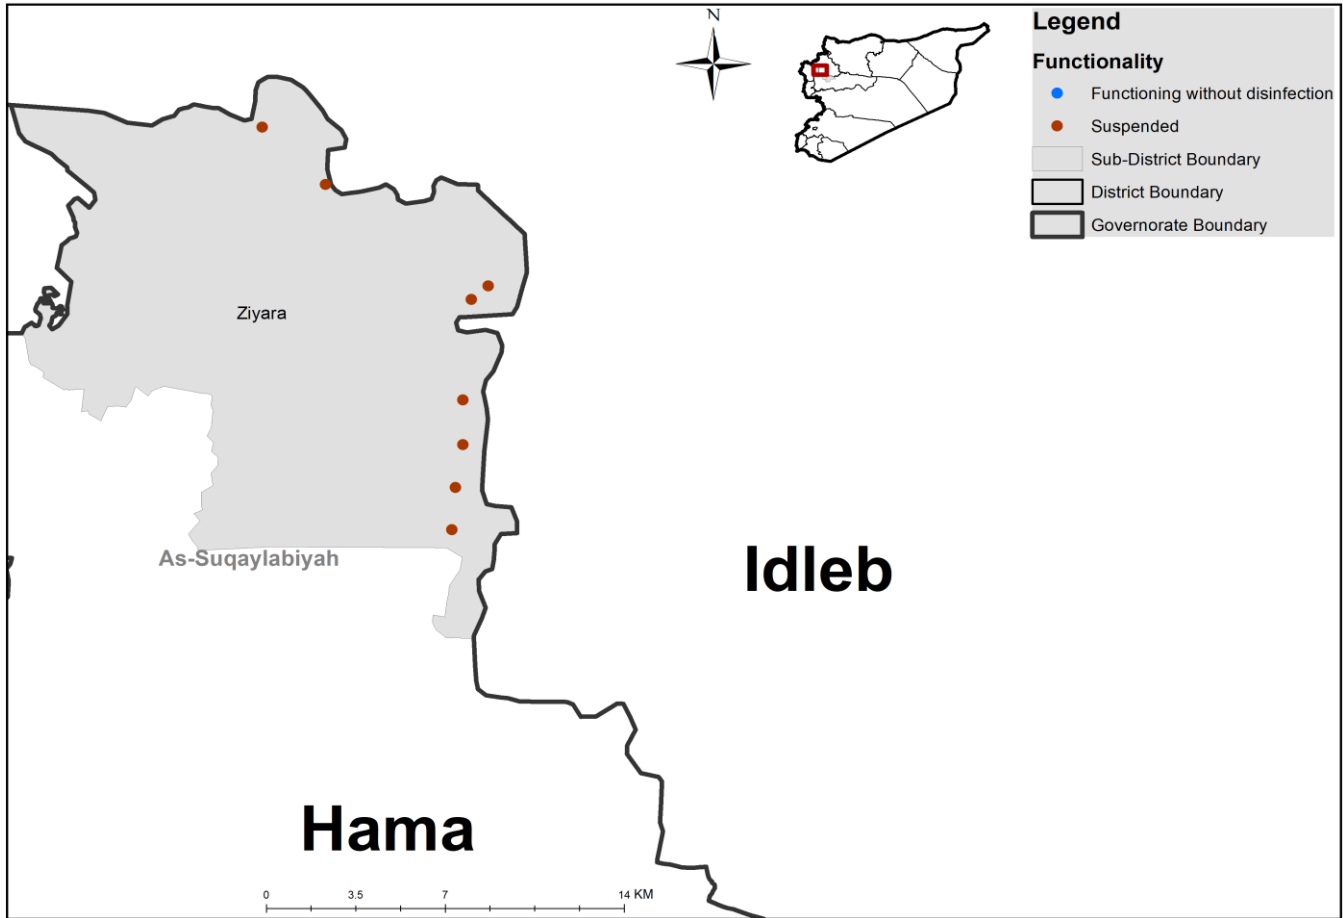 N
Legend
Functionality
Functioning without disinfection
Suspended
Sub-District Boundary
District Boundary
Governorate Boundary
Ziyara
As-Suqaylabiyah
Idleb
Hama
0 3.5 7 14 KM